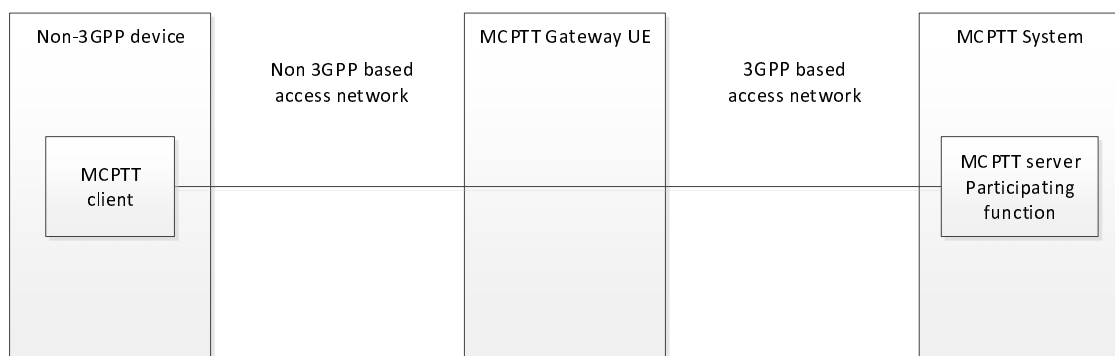 Non-3GPP device
MCPTT Gateway UE
MCPTT System
Non 3GPP based
access network
3GPP based
access network
MCPTT
client
MCPTT server
Participating
function